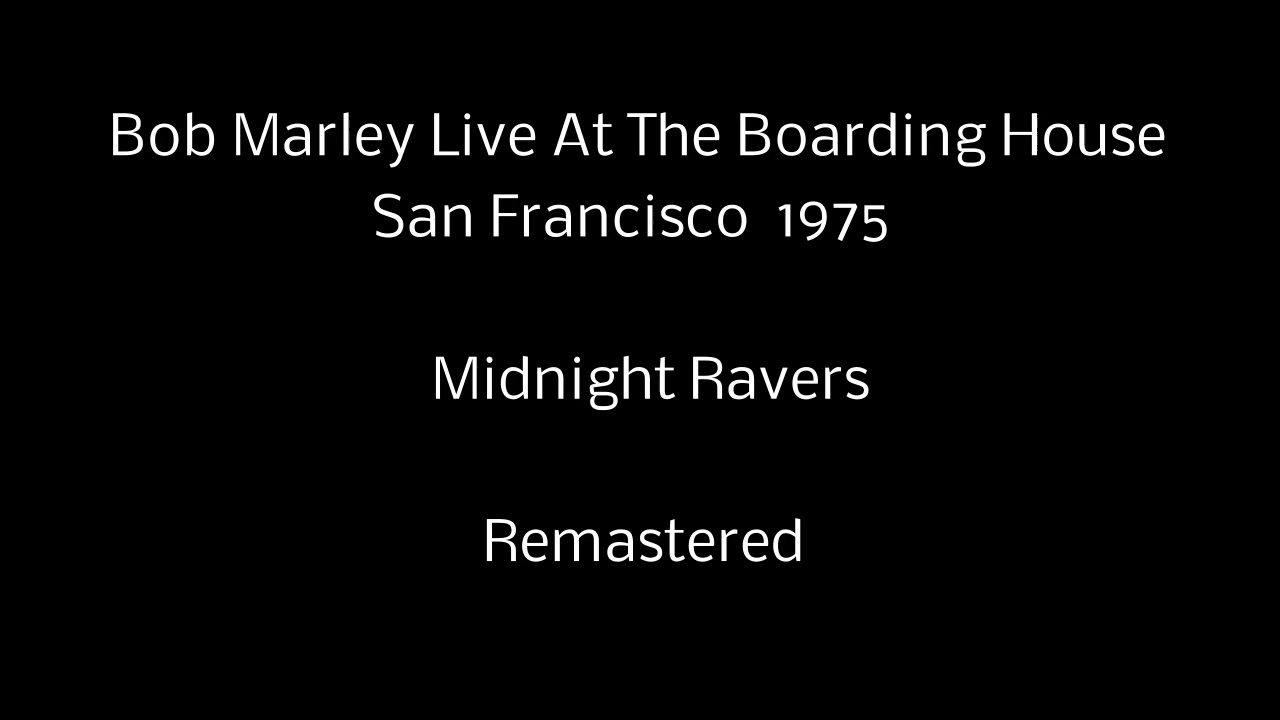 Bob Marley Live At The Boarding House
San Francisco  1975
Midnight Ravers
Remastered